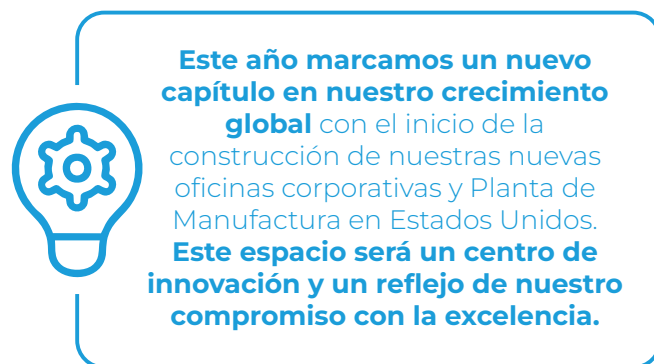 Este año marcamos un nuevo
capítulo en nuestro crecimiento
global con el inicio de la
construcción de nuestras nuevas
oficinas corporativas y Planta de
Manufactura en Estados Unidos.
Este espacio será un centro de
innovación y un reflejo de nuestro
compromiso con la excelencia.